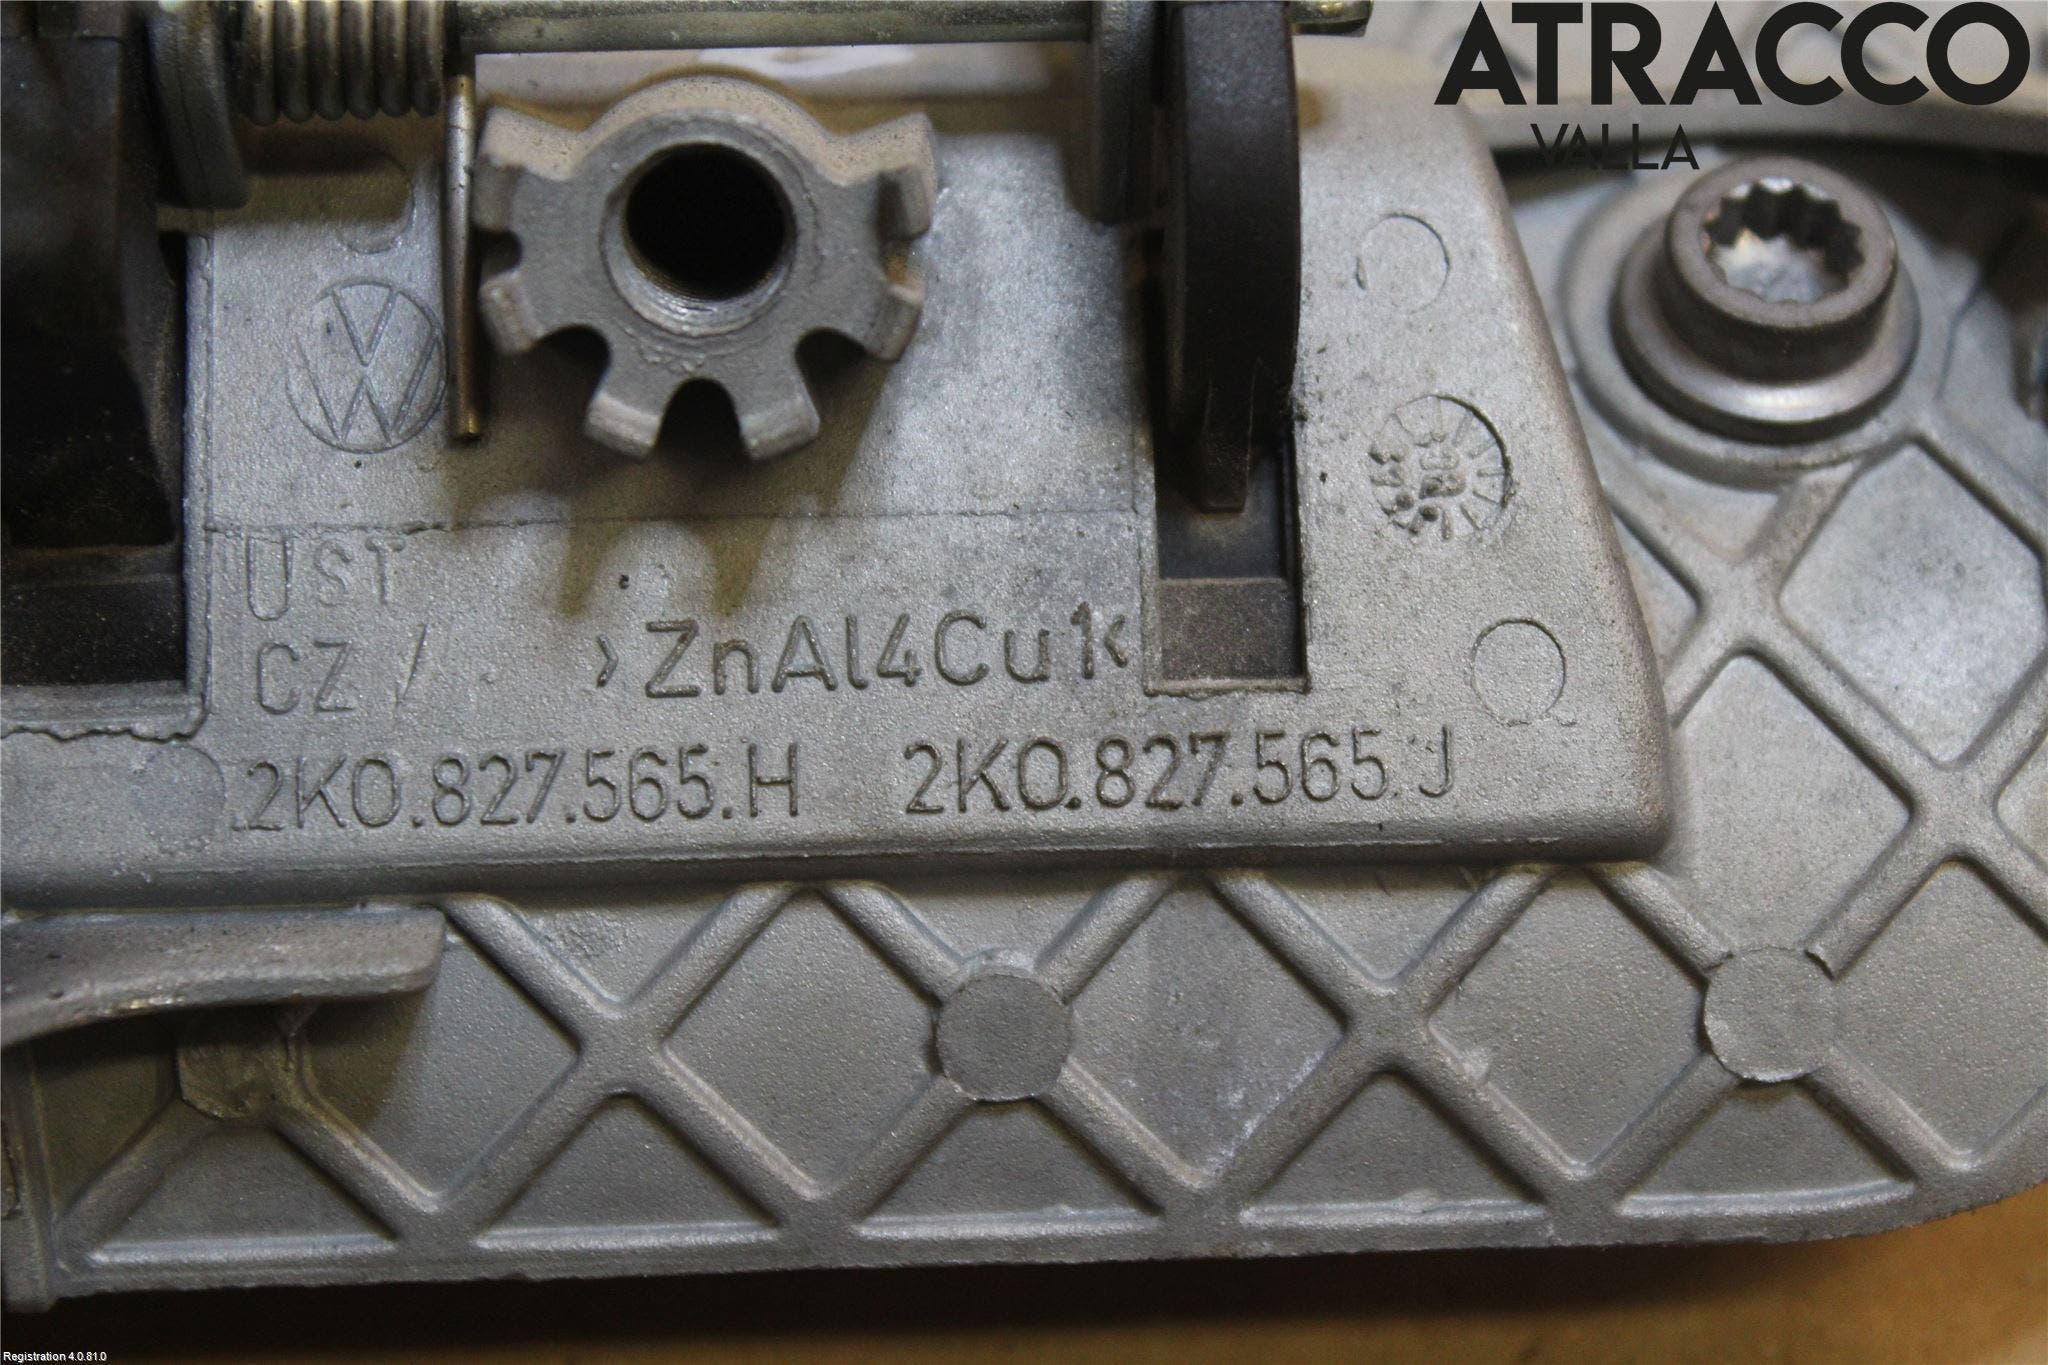 ATRACCO
VALLA
UST
CZ /
>ZnAl4Cu1<
2K0.827.565.H 2K0.827.565.J
Registration 4.0.81.0